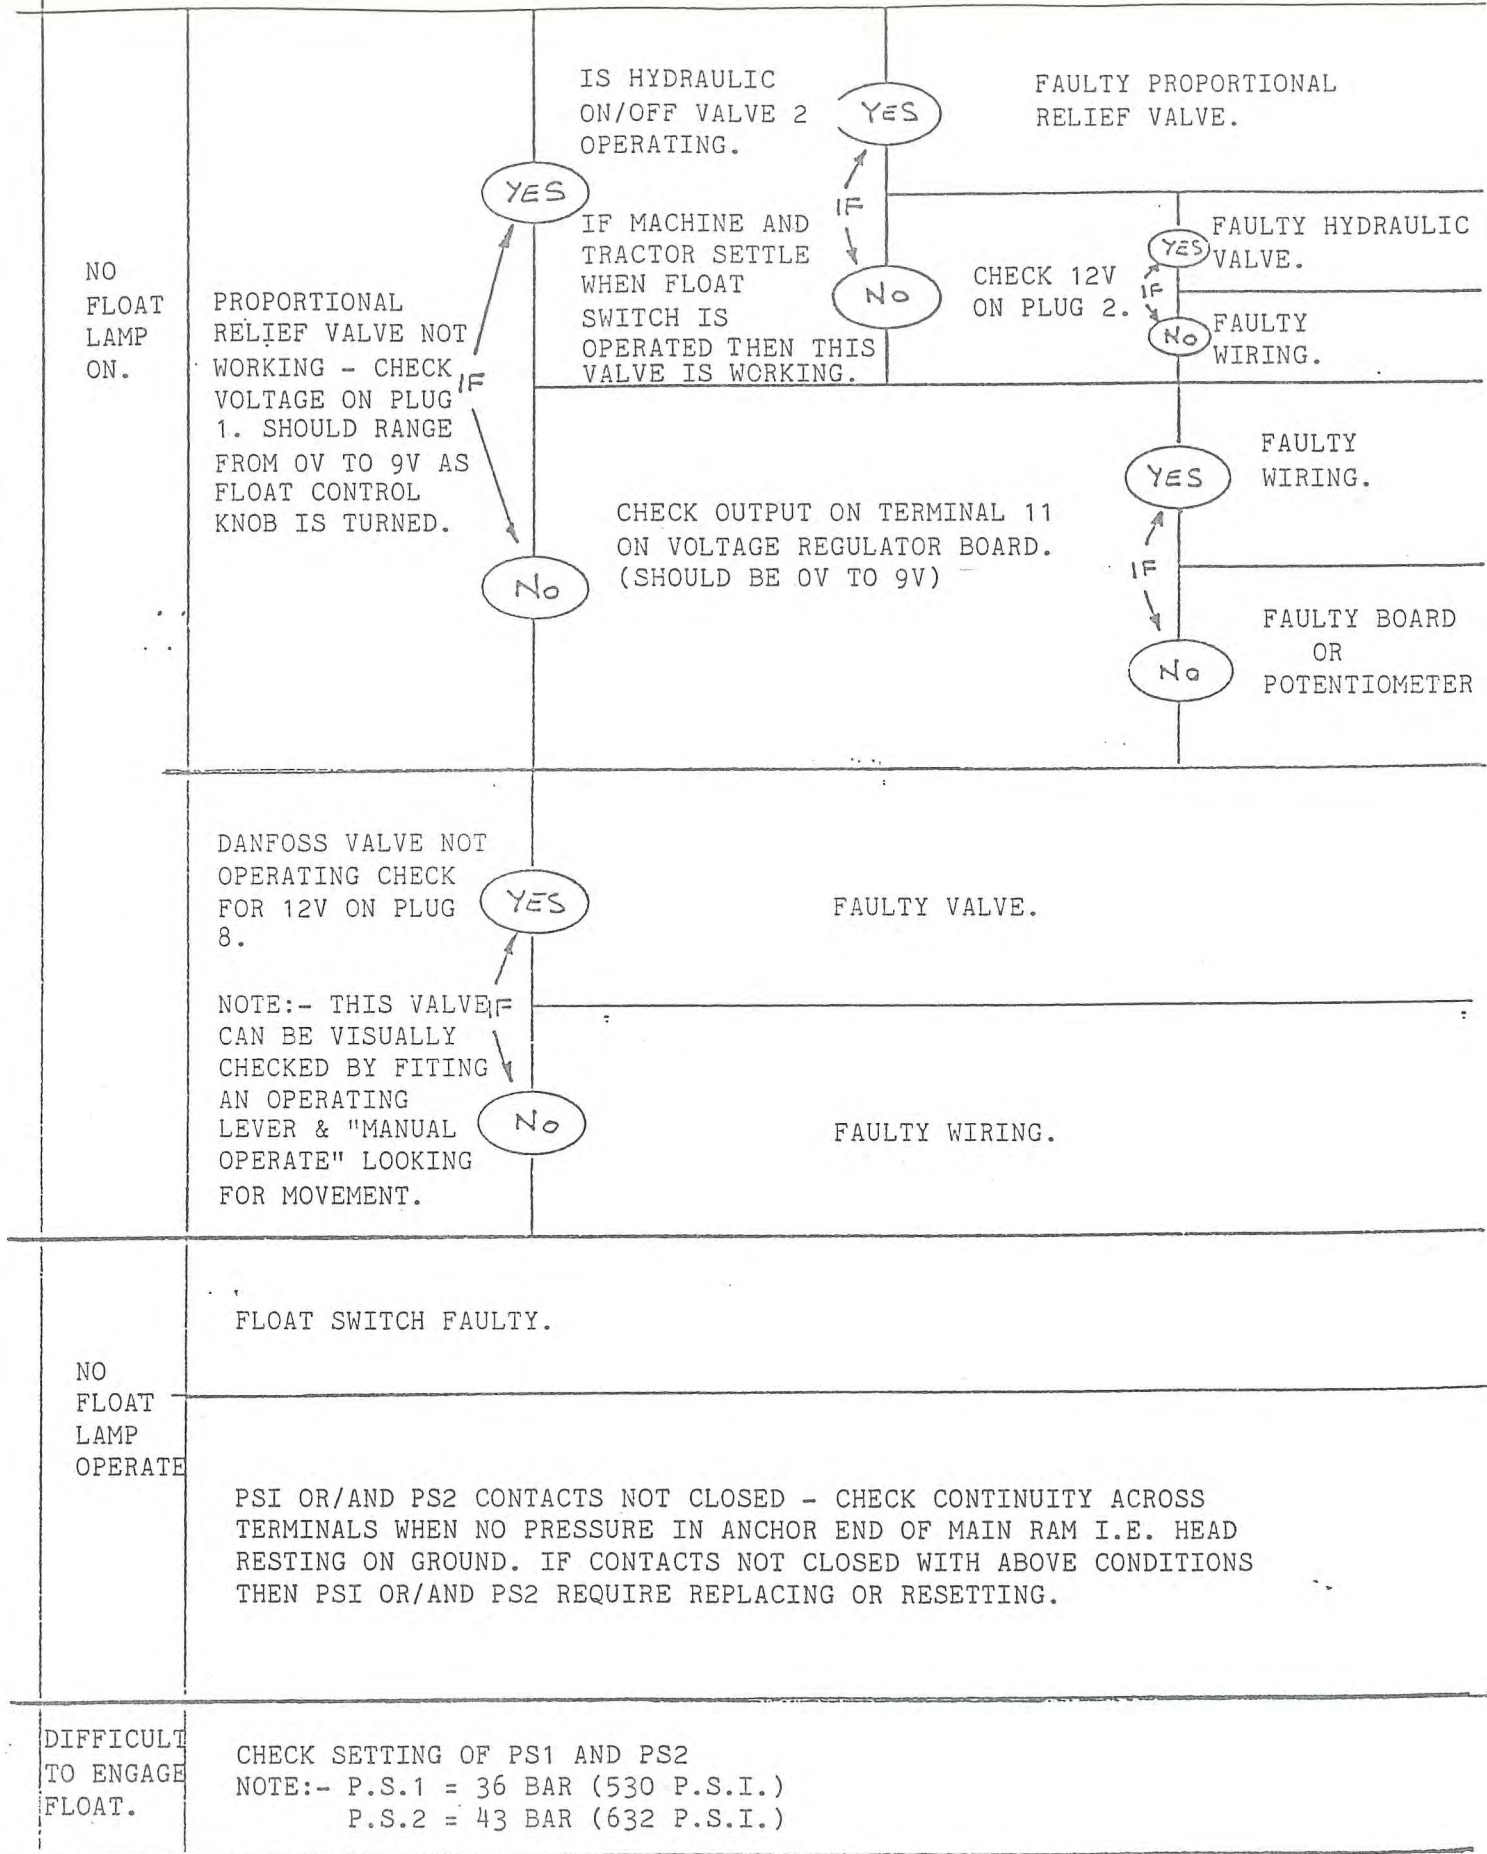 NO
FLOAT
LAMP
ON.
PROPORTIONAL
RELIEF VALVE NOT
WORKING - CHECK
VOLTAGE ON PLUG
1. SHOULD RANGE
FROM 0V TO 9V AS
FLOAT CONTROL
KNOB IS TURNED.
IF
YES
IS HYDRAULIC
ON/OFF VALVE 2
OPERATING.
IF MACHINE AND
TRACTOR SETTLE
WHEN FLOAT
SWITCH IS
OPERATED THEN THIS
VALVE IS WORKING.
IF
YES
FAULTY PROPORTIONAL
RELIEF VALVE.
No
CHECK 12V
ON PLUG 2.
IF
YES
FAULTY HYDRAULIC
VALVE.
No
FAULTY
WIRING.
No
CHECK OUTPUT ON TERMINAL 11
ON VOLTAGE REGULATOR BOARD.
(SHOULD BE 0V TO 9V)
IF
YES
FAULTY
WIRING.
No
FAULTY BOARD
OR
POTENTIOMETER
DANFOSS VALVE NOT
OPERATING CHECK
FOR 12V ON PLUG
8.
NOTE:- THIS VALVE
CAN BE VISUALLY
CHECKED BY FITING
AN OPERATING
LEVER & "MANUAL
OPERATE" LOOKING
FOR MOVEMENT.
IF
YES
FAULTY VALVE.
No
FAULTY WIRING.
NO
FLOAT
LAMP
OPERATE
FLOAT SWITCH FAULTY.
PSI OR/AND PS2 CONTACTS NOT CLOSED - CHECK CONTINUITY ACROSS
TERMINALS WHEN NO PRESSURE IN ANCHOR END OF MAIN RAM I.E. HEAD
RESTING ON GROUND. IF CONTACTS NOT CLOSED WITH ABOVE CONDITIONS
THEN PSI OR/AND PS2 REQUIRE REPLACING OR RESETTING.
DIFFICULT
TO ENGAGE
FLOAT.
CHECK SETTING OF PS1 AND PS2
NOTE:- P.S.1 = 36 BAR (530 P.S.I.)
P.S.2 = 43 BAR (632 P.S.I.)